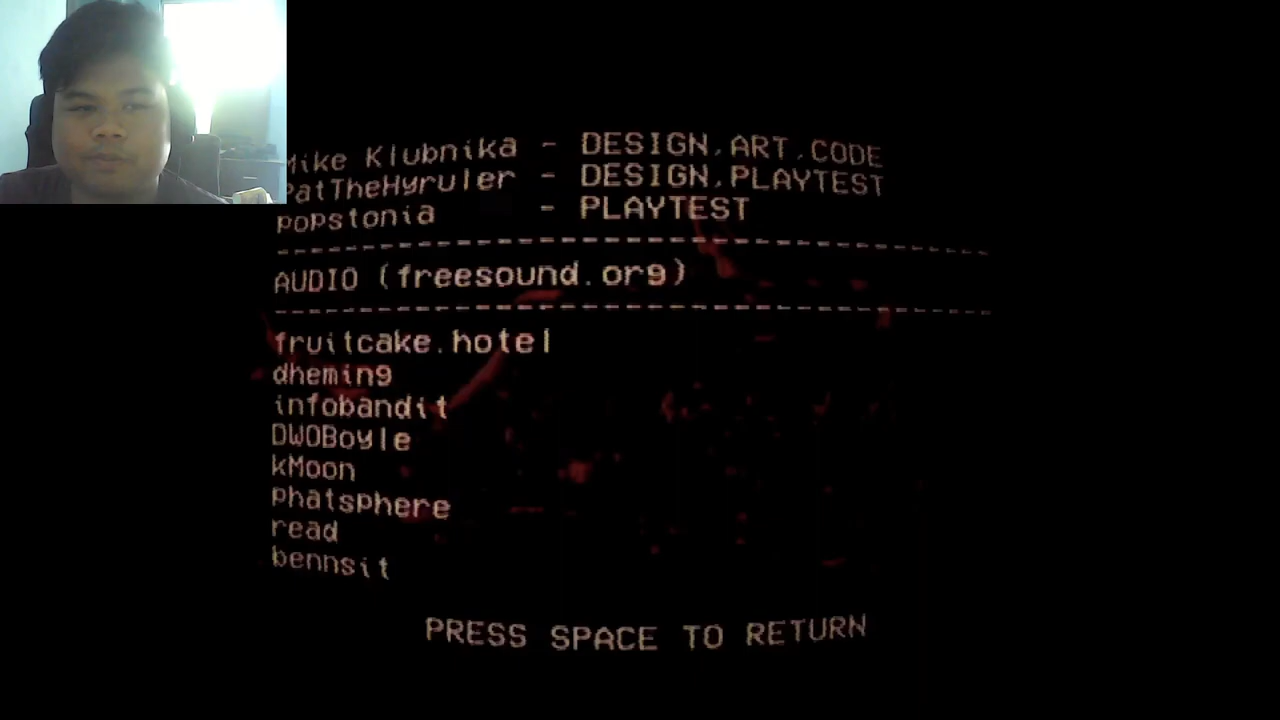 Mike Klubnika - DESIGN,ART,CODE
PatTheHyruler - DESIGN,PLAYTEST
popstonia - PLAYTEST
AUDIO (freesound.org)
fruitcake.hotel
dheming
infobandit
DWOBoyle
kMoon
phatsphere
read
bennsit
PRESS SPACE TO RETURN